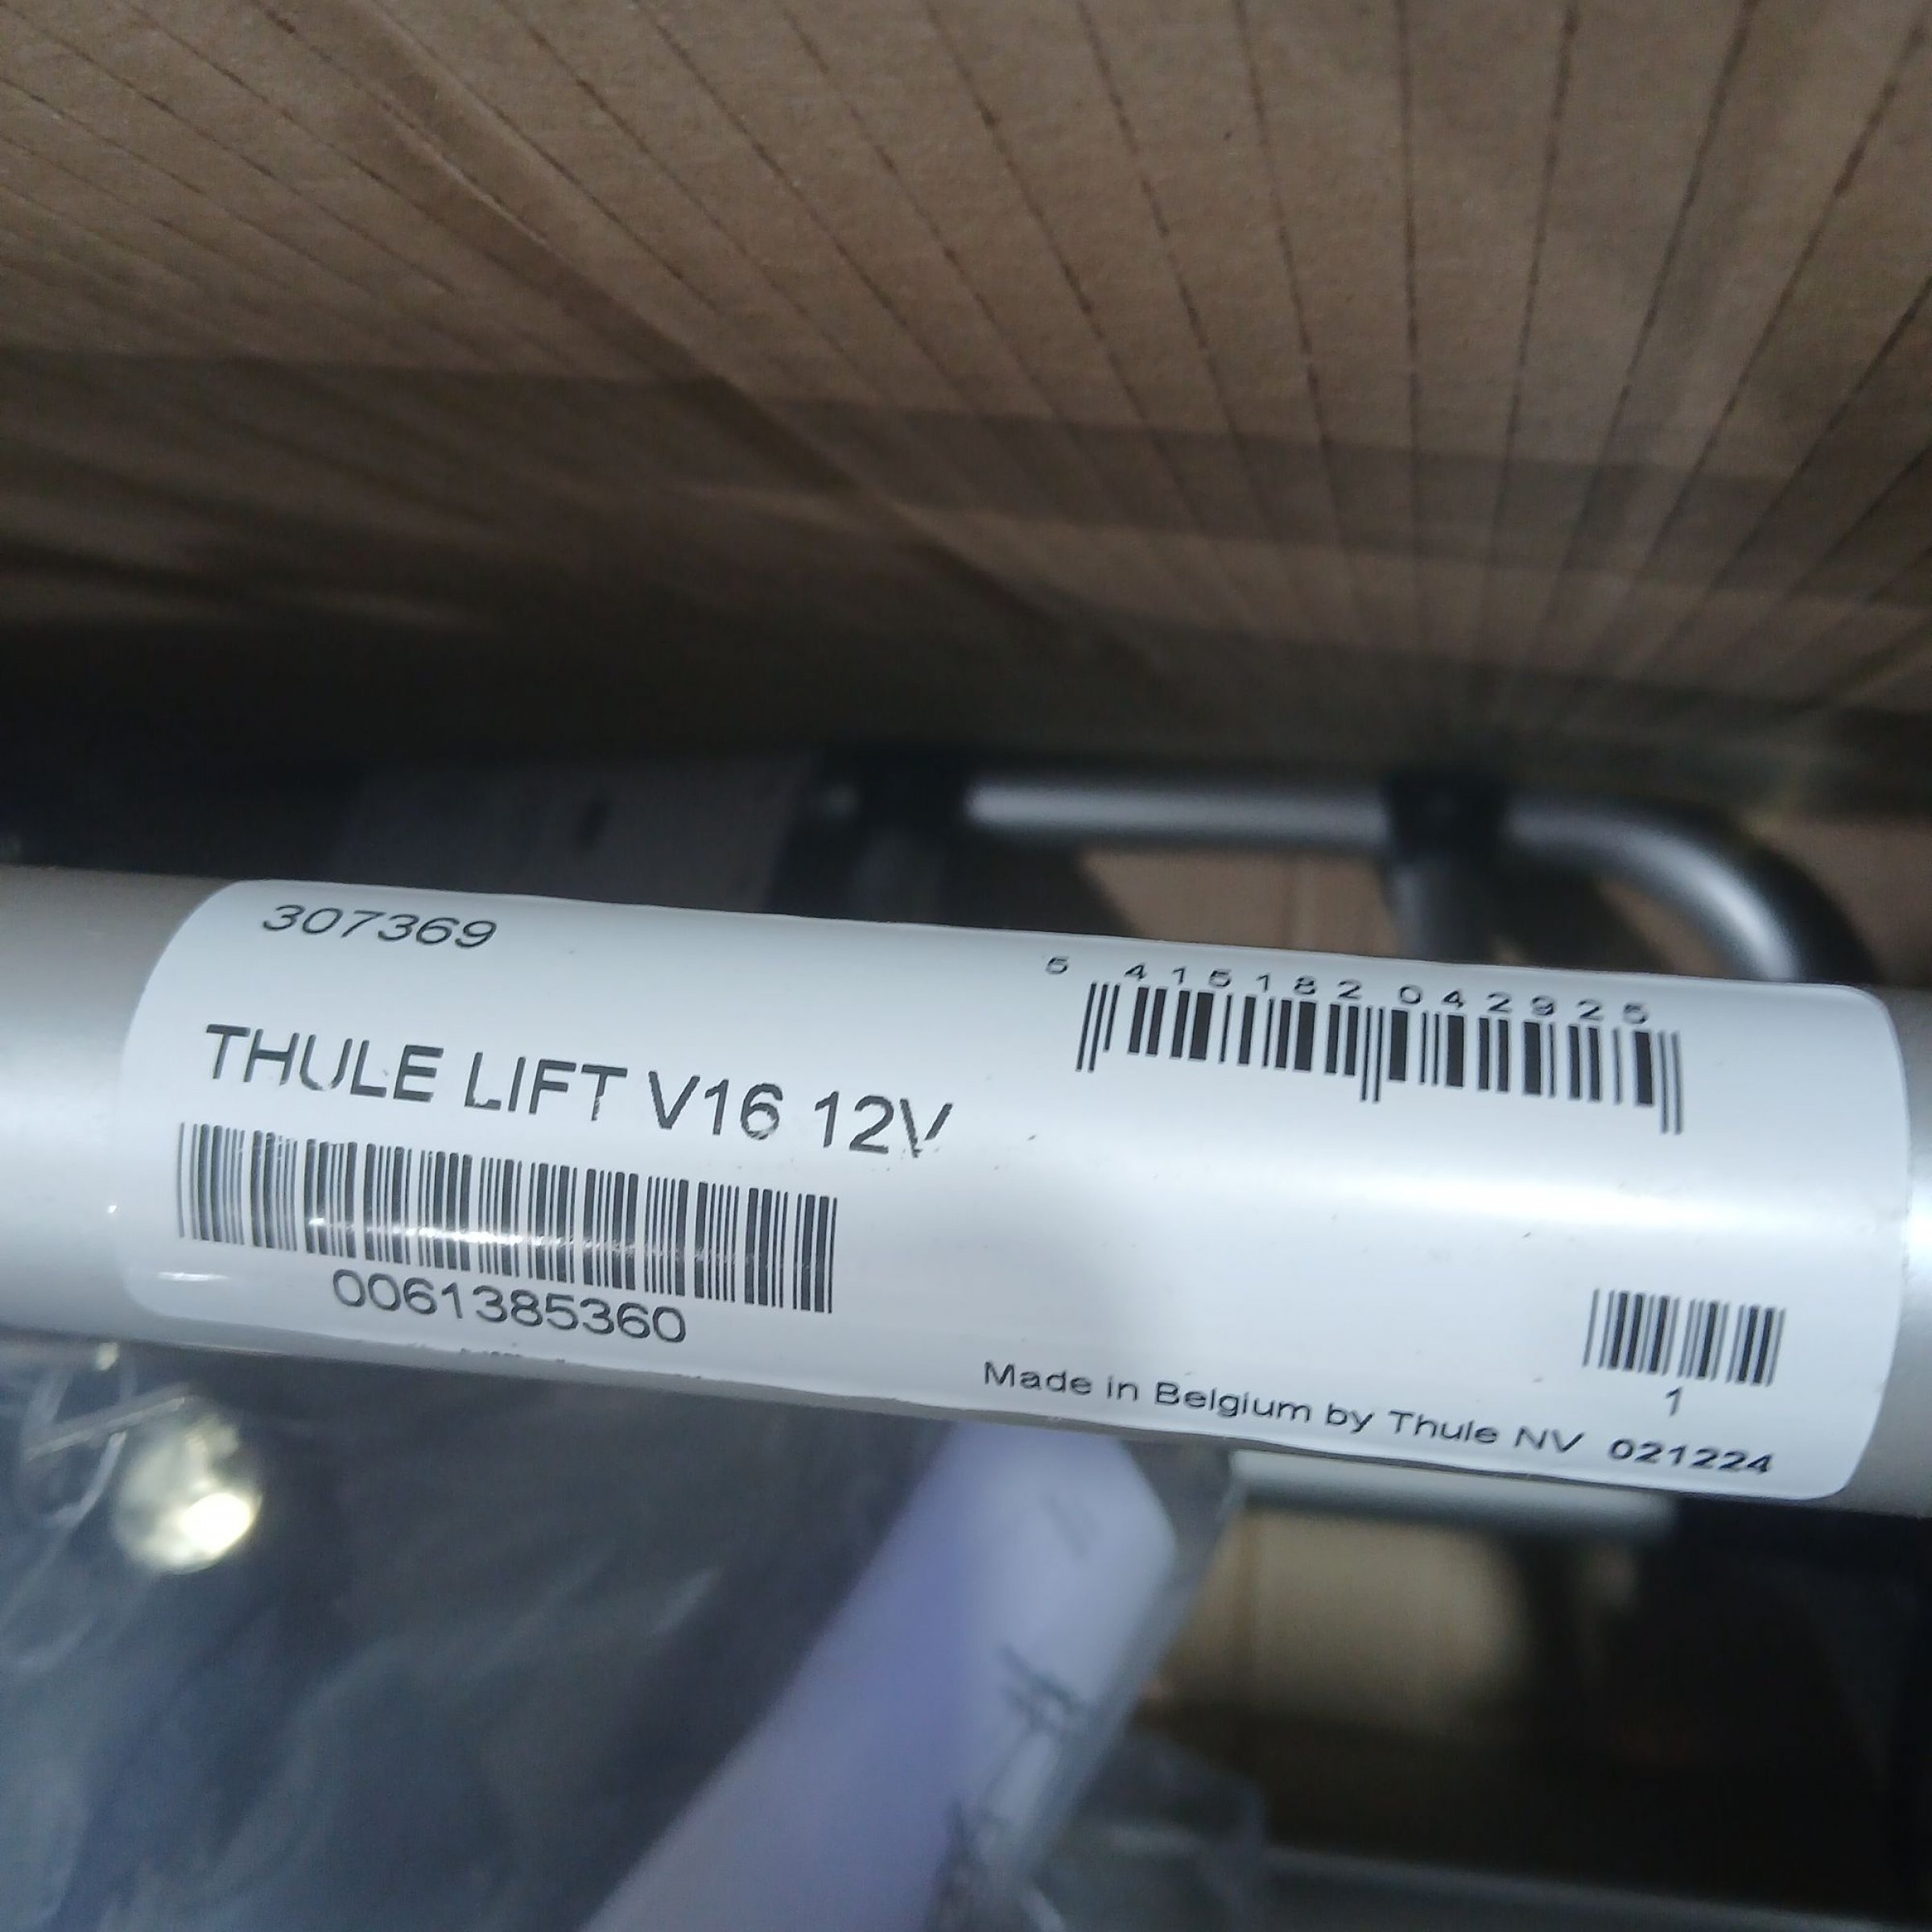 307369
5 415182 042925
THULE LIFT V16 12V
0061385360
1
Made in Belgium by Thule NV 021224